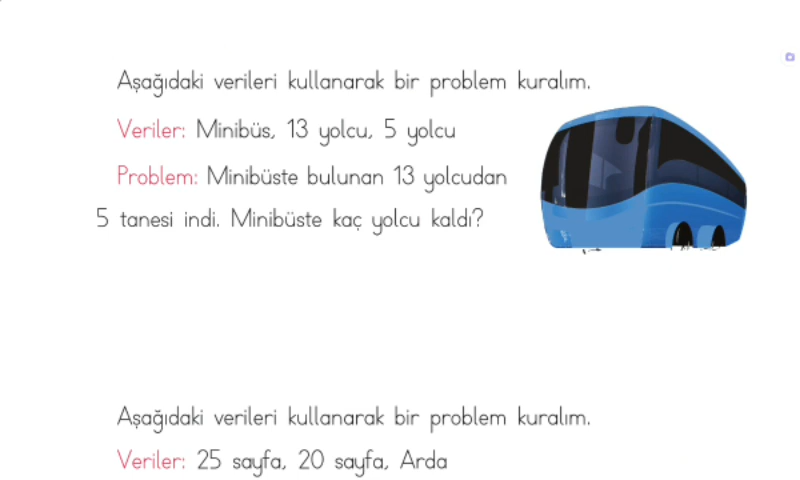 Aşağıdaki verileri kullanarak bir problem kuralım.
Veriler: Minibüs, 13 yolcu, 5 yolcu
Problem: Minibüste bulunan 13 yolcudan
5 tanesi indi. Minibüste kaç yolcu kaldı?
Aşağıdaki verileri kullanarak bir problem kuralım.
Veriler: 25 sayfa, 20 sayfa, Arda